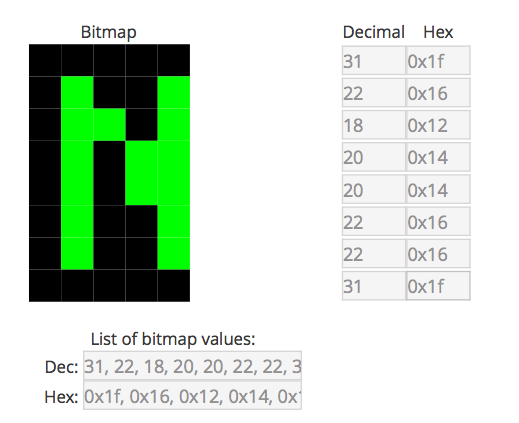 Bitmap Decimal Hex
31 0x1f
22 0x16
18 0x12
20 0x14
20 0x14
22 0x16
22 0x16
31 0x1f
List of bitmap values:
Dec: 31, 22, 18, 20, 20, 22, 22, 3
Hex: 0x1f, 0x16, 0x12, 0x14, 0x1